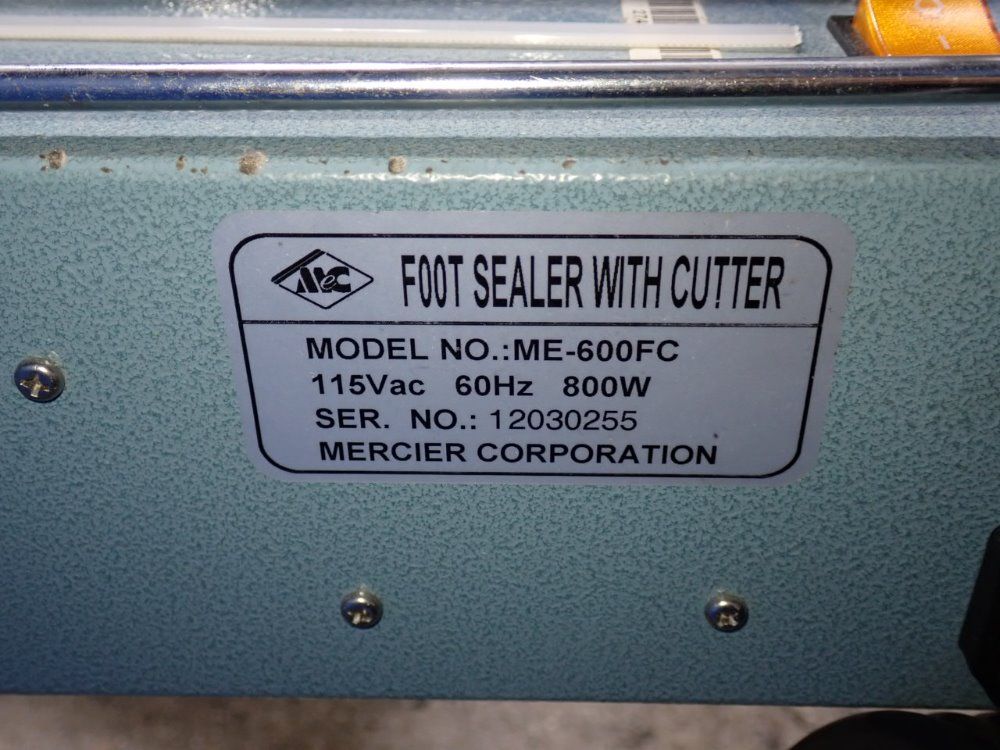 MEC
FOOT SEALER WITH CUTTER
MODEL NO.:ME-600FC
115Vac 60Hz 800W
SER. NO.: 12030255
MERCIER CORPORATION